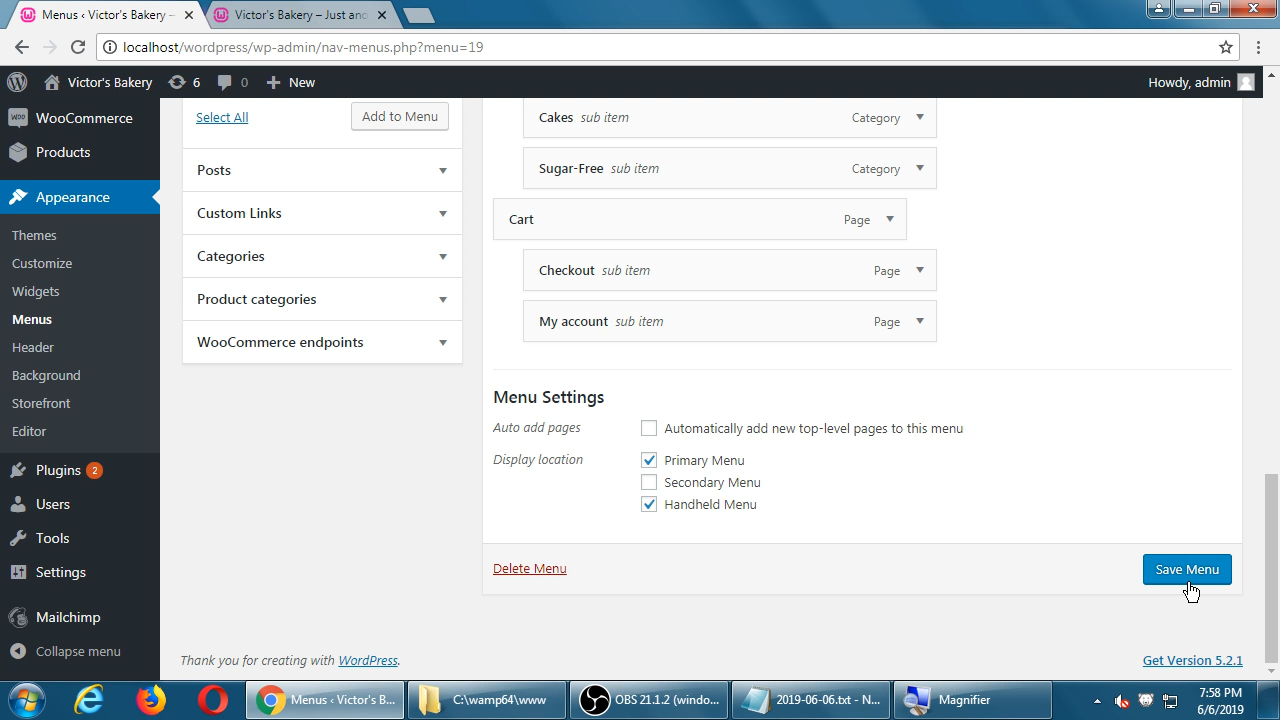 Menus ‹ Victor's Bakery –
Victor's Bakery – Just and
localhost/wordpress/wp-admin/nav-menus.php?menu=19
Victor's Bakery
6
0
New
Howdy, admin
WooCommerce
Products
Appearance
Themes
Customize
Widgets
Menus
Header
Background
Storefront
Editor
Plugins 2
Users
Tools
Settings
Mailchimp
Collapse menu
Select All
Add to Menu
Posts
Custom Links
Categories
Product categories
WooCommerce endpoints
Cakes sub item Category
Sugar-Free sub item Category
Cart Page
Checkout sub item Page
My account sub item Page
Menu Settings
Auto add pages
Automatically add new top-level pages to this menu
Display location
Primary Menu
Secondary Menu
Handheld Menu
Delete Menu
Save Menu
Thank you for creating with WordPress.
Get Version 5.2.1
Menus ‹ Victor's B...
C:\wamp64\www
OBS 21.1.2 (windo...
2019-06-06.txt - N...
Magnifier
7:58 PM
6/6/2019